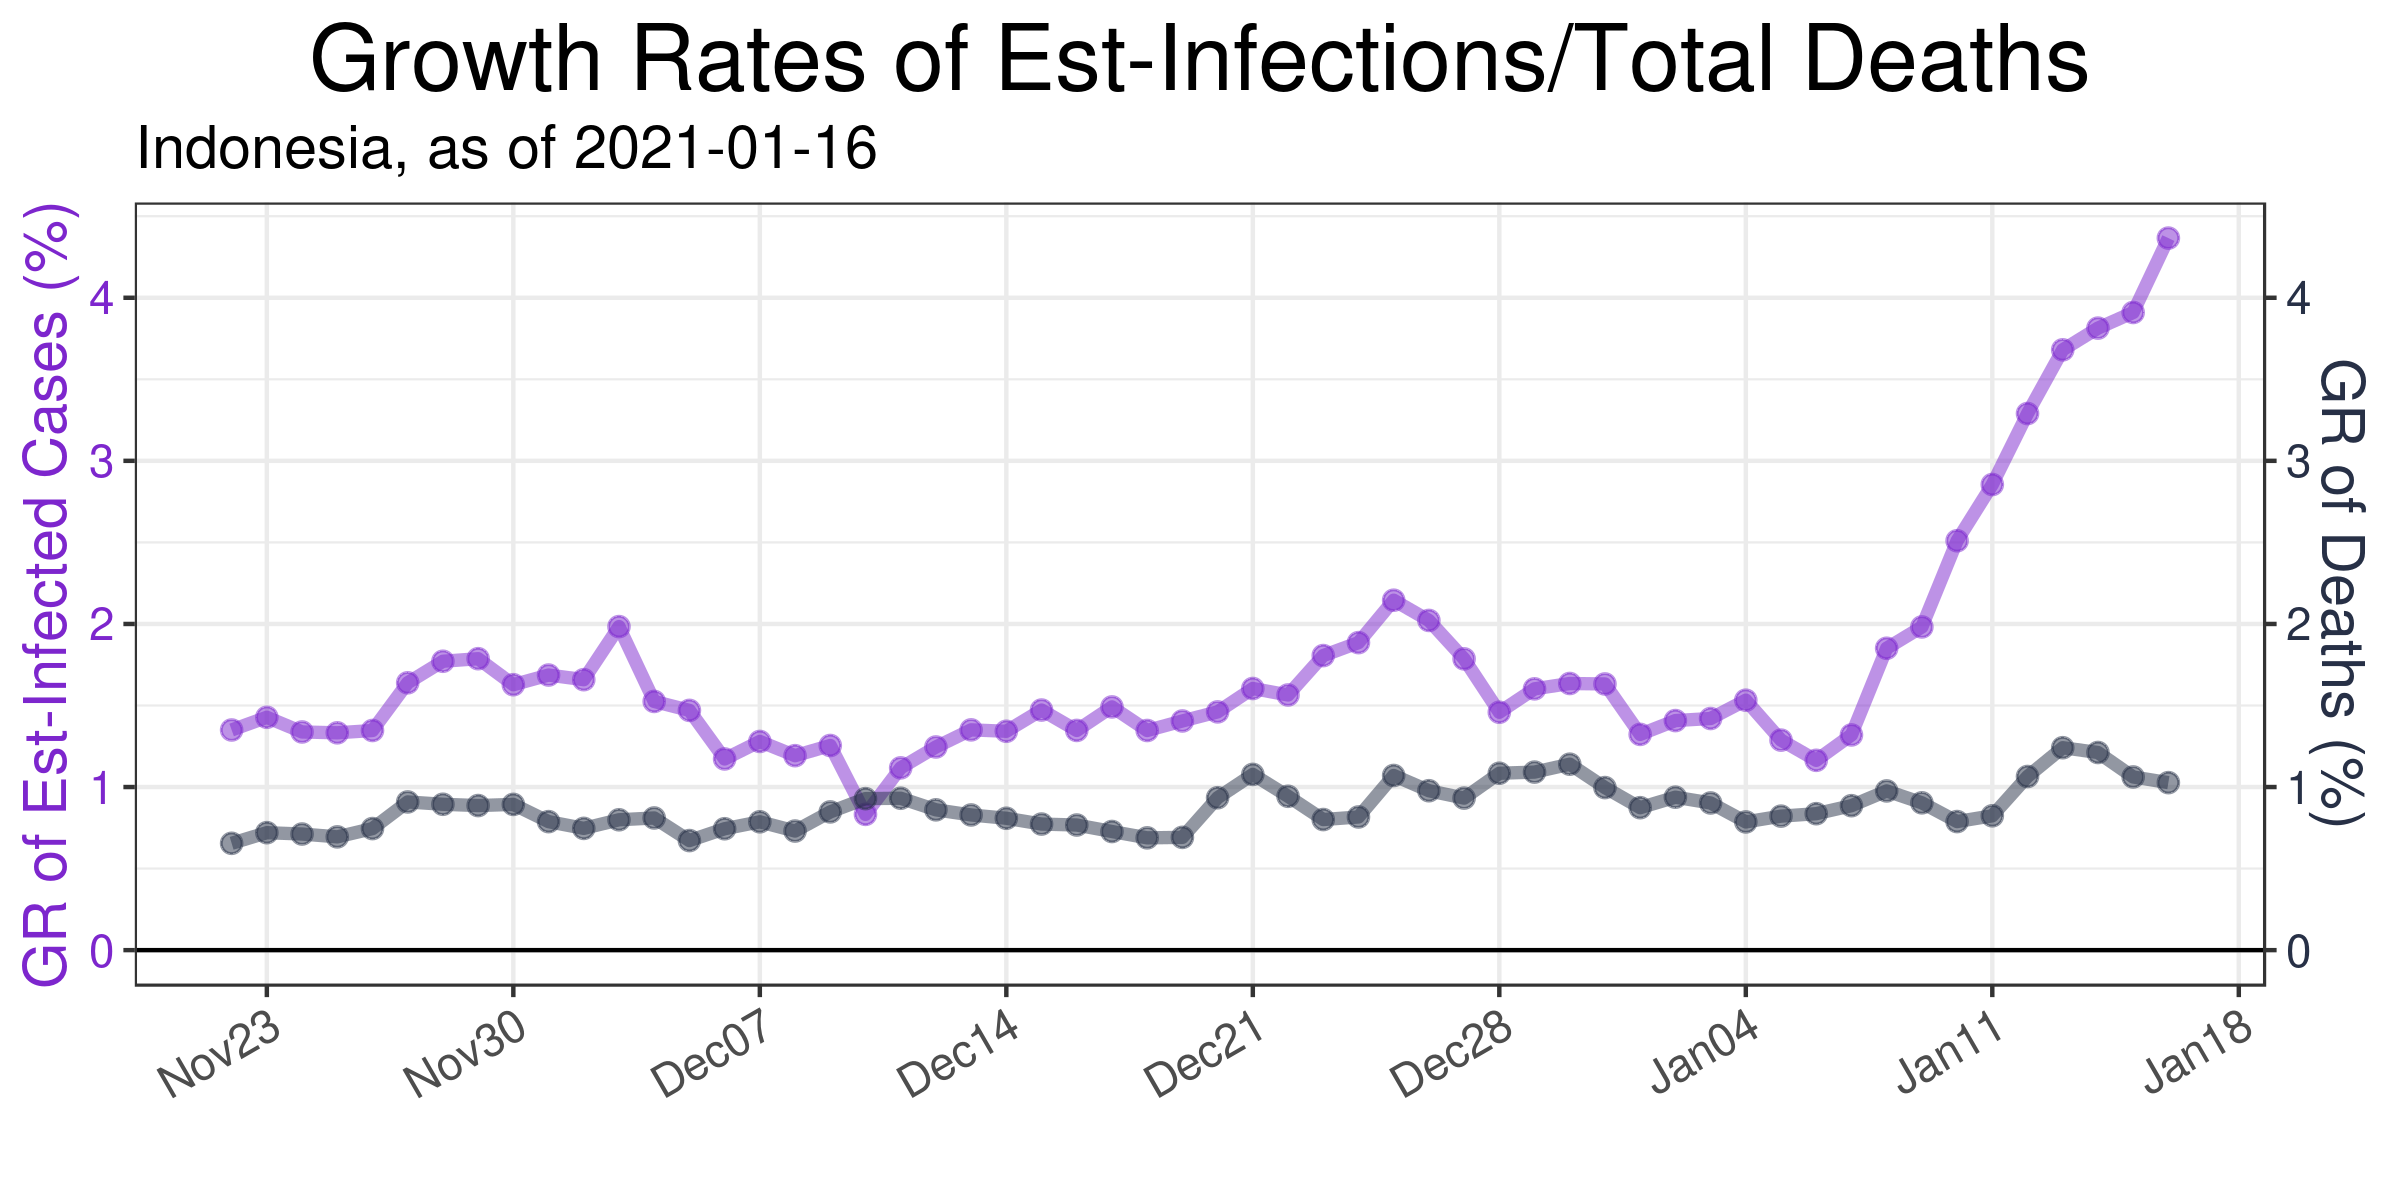 Growth Rates of Est-Infections/Total Deaths
Indonesia, as of 2021-01-16
GR of Est-Infected Cases (%)
4
3
2
1
0
4
3
2
1
0
GR of Deaths (%)
Nov23
Nov30
Dec07
Dec14
Dec21
Dec28
Jan04
Jan11
Jan18